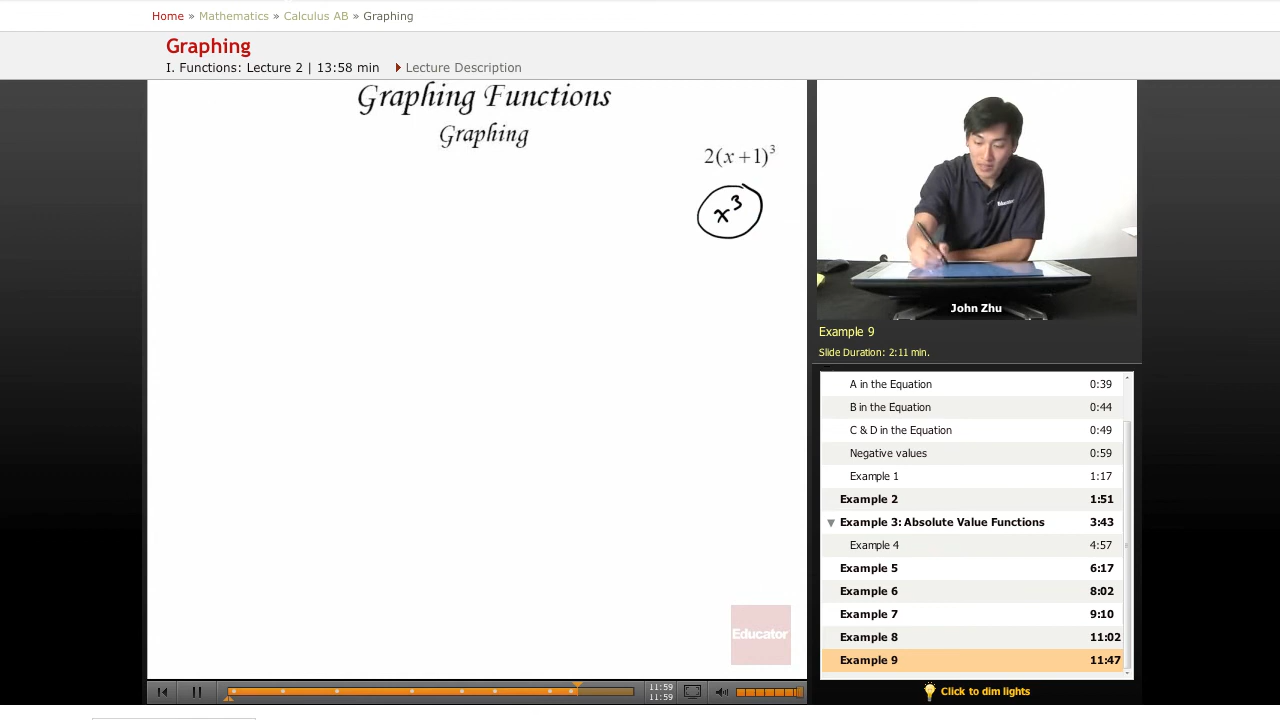 Home » Mathematics » Calculus AB » Graphing
Graphing
I. Functions: Lecture 2 | 13:58 min Lecture Description
Graphing Functions
Graphing
2(x+1)³
x³
Educator
Educator
John Zhu
Example 9
Slide Duration: 2:11 min.
A in the Equation 0:39
B in the Equation 0:44
C & D in the Equation 0:49
Negative values 0:59
Example 1 1:17
Example 2 1:51
Example 3: Absolute Value Functions 3:43
Example 4 4:57
Example 5 6:17
Example 6 8:02
Example 7 9:10
Example 8 11:02
Example 9 11:47
11:59
11:59
Click to dim lights